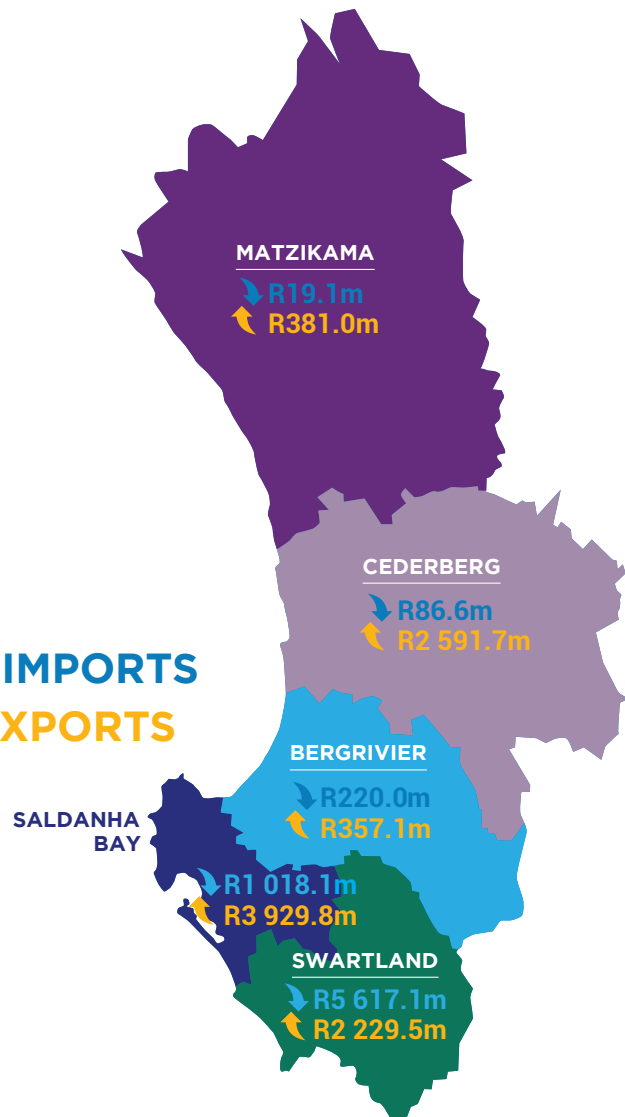 MATZIKAMA
R19.1m
R381.0m
CEDERBERG
R86.6m
R2 591.7m
IMPORTS
XPORTS
BERGRIVIER
R220.0m
R357.1m
SALDANHA
BAY
R1 018.1m
R3 929.8m
SWARTLAND
R5 617.1m
R2 229.5m